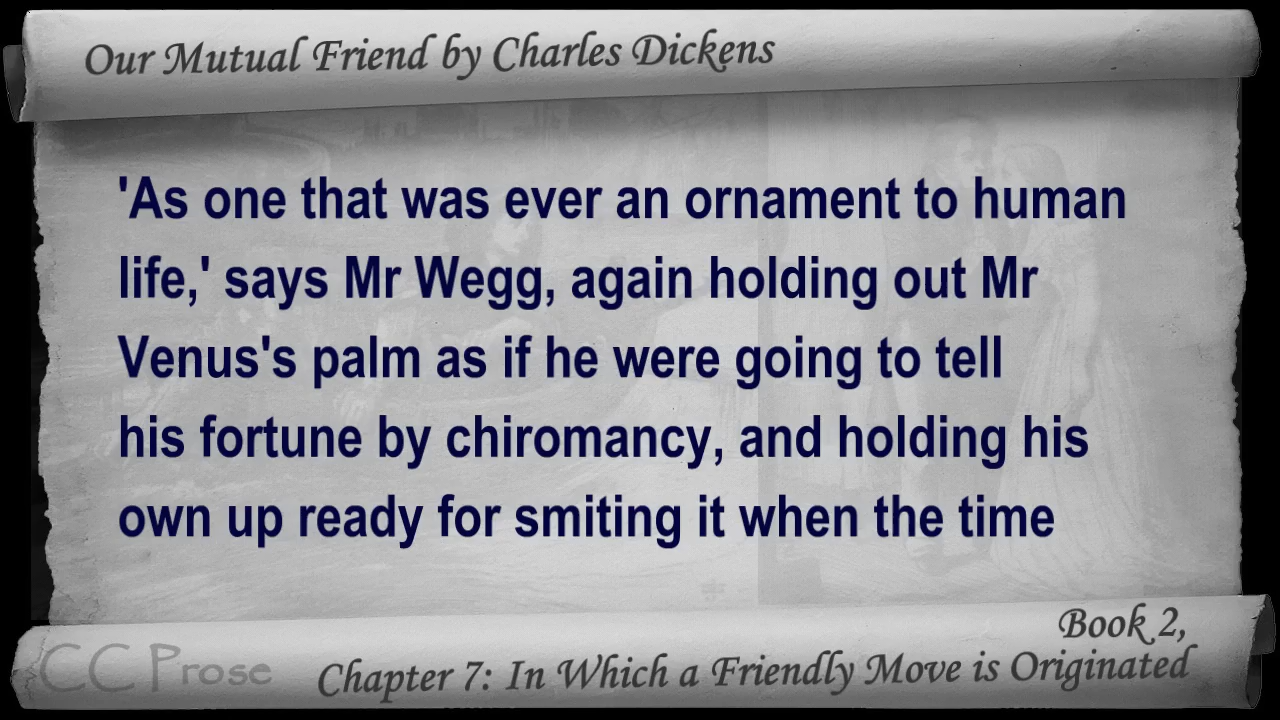 Our Mutual Friend by Charles Dickens
'As one that was ever an ornament to human
life,' says Mr Wegg, again holding out Mr
Venus's palm as if he were going to tell
his fortune by chiromancy, and holding his
own up ready for smiting it when the time
Book 2,
CC Prose
Chapter 7: In Which a Friendly Move is Originated